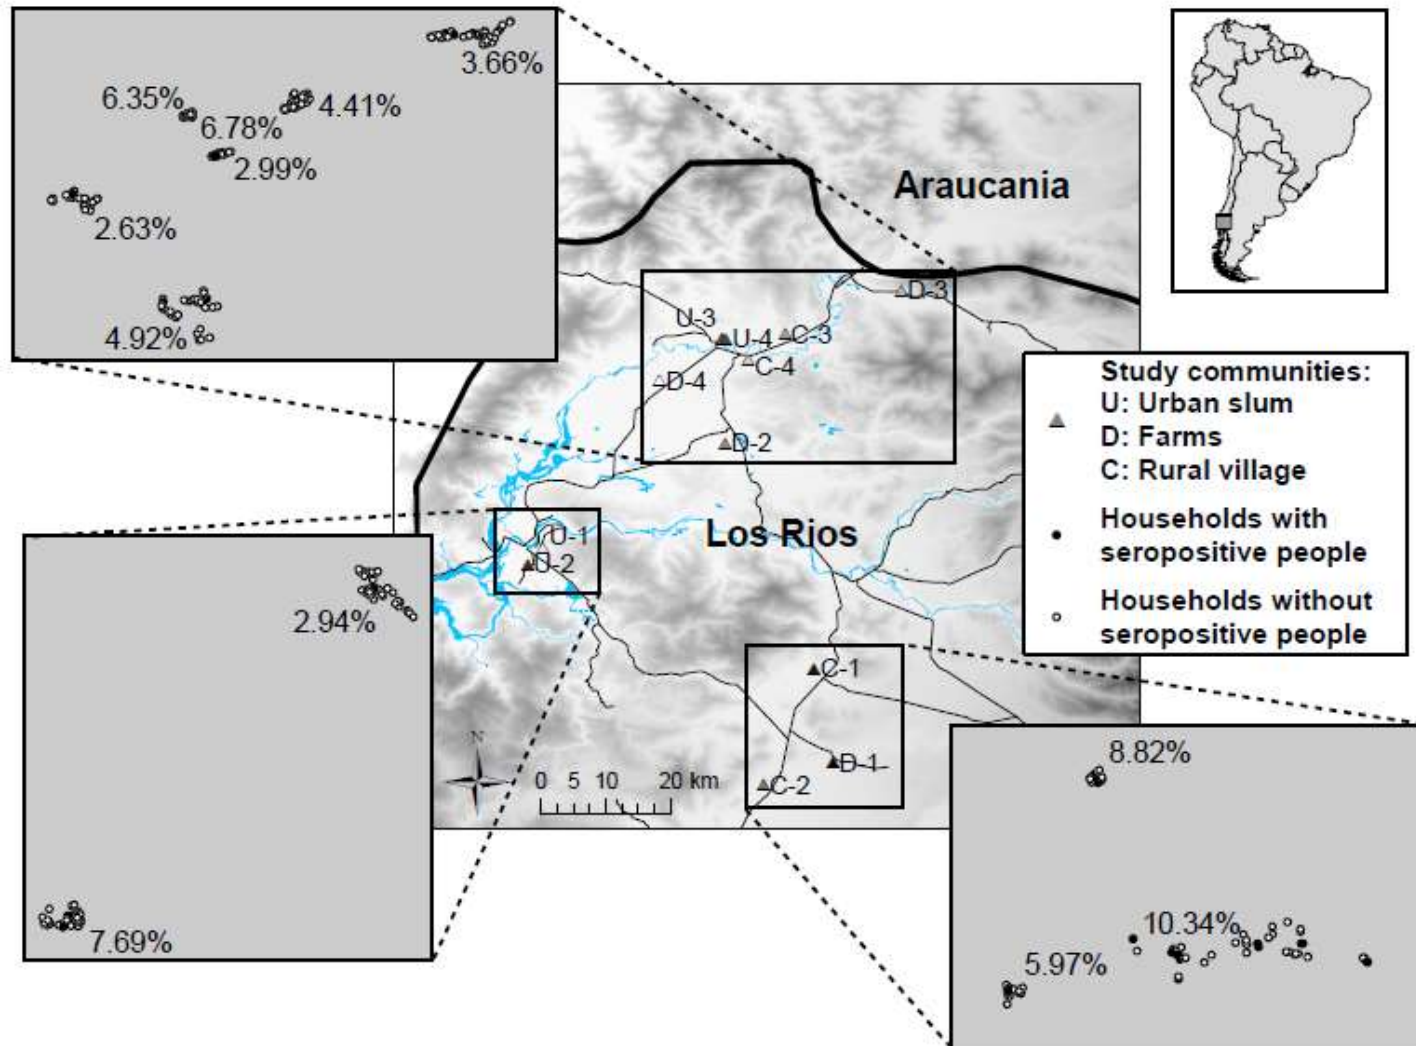 3.66%
6.35%
4.41%
6.78%
2.99%
2.63%
4.92%
Araucania
D-3
U-3
U-4
C-3
C-4
D-4
D-2
Los Rios
U-1
U-2
C-1
D-1
C-2
N
0 5 10 20 km
Study communities:
U: Urban slum
D: Farms
C: Rural village
Households with
seropositive people
Households without
seropositive people
2.94%
7.69%
8.82%
10.34%
5.97%